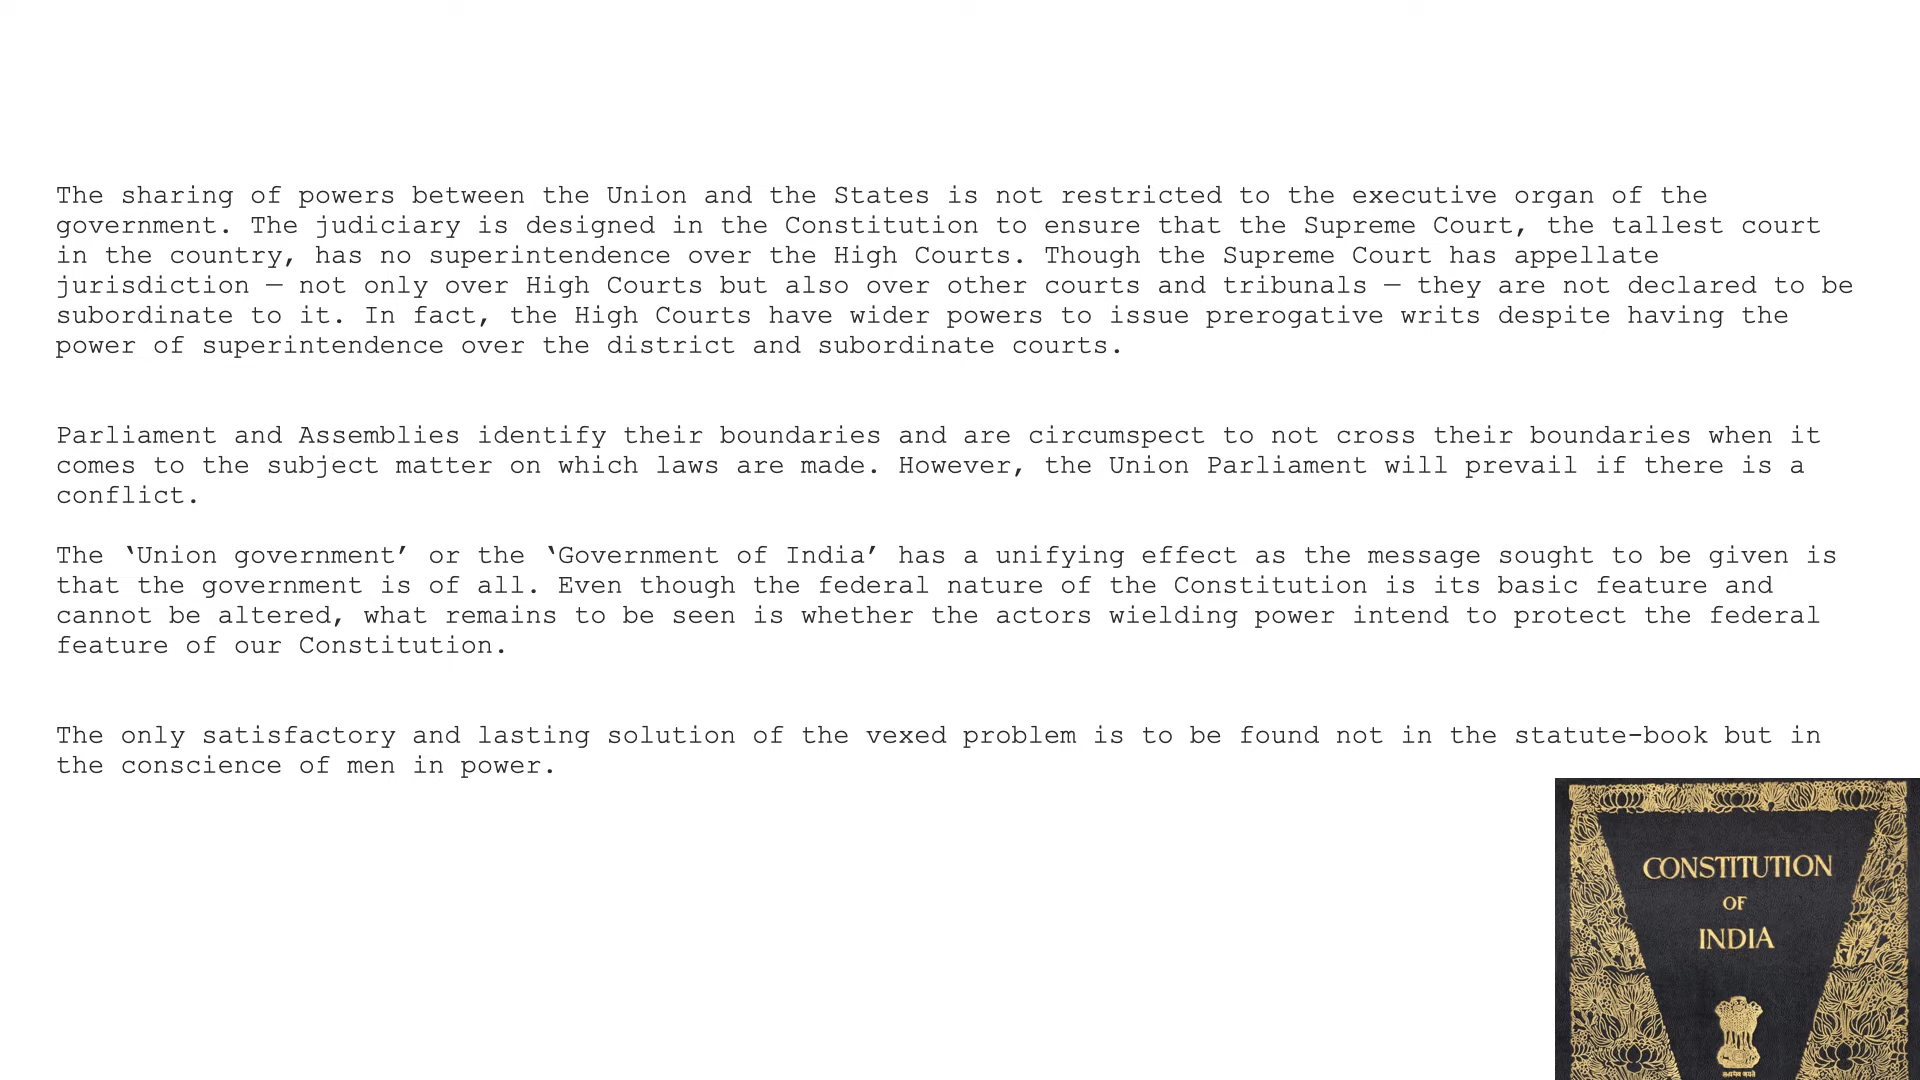 The sharing of powers between the Union and the States is not restricted to the executive organ of the
government. The judiciary is designed in the Constitution to ensure that the Supreme Court, the tallest court
in the country, has no superintendence over the High Courts. Though the Supreme Court has appellate
jurisdiction — not only over High Courts but also over other courts and tribunals — they are not declared to be
subordinate to it. In fact, the High Courts have wider powers to issue prerogative writs despite having the
power of superintendence over the district and subordinate courts.
Parliament and Assemblies identify their boundaries and are circumspect to not cross their boundaries when it
comes to the subject matter on which laws are made. However, the Union Parliament will prevail if there is a
conflict.
The ‘Union government’ or the ‘Government of India’ has a unifying effect as the message sought to be given is
that the government is of all. Even though the federal nature of the Constitution is its basic feature and
cannot be altered, what remains to be seen is whether the actors wielding power intend to protect the federal
feature of our Constitution.
The only satisfactory and lasting solution of the vexed problem is to be found not in the statute-book but in
the conscience of men in power.
CONSTITUTION
OF
INDIA
सत्यमेव जयते